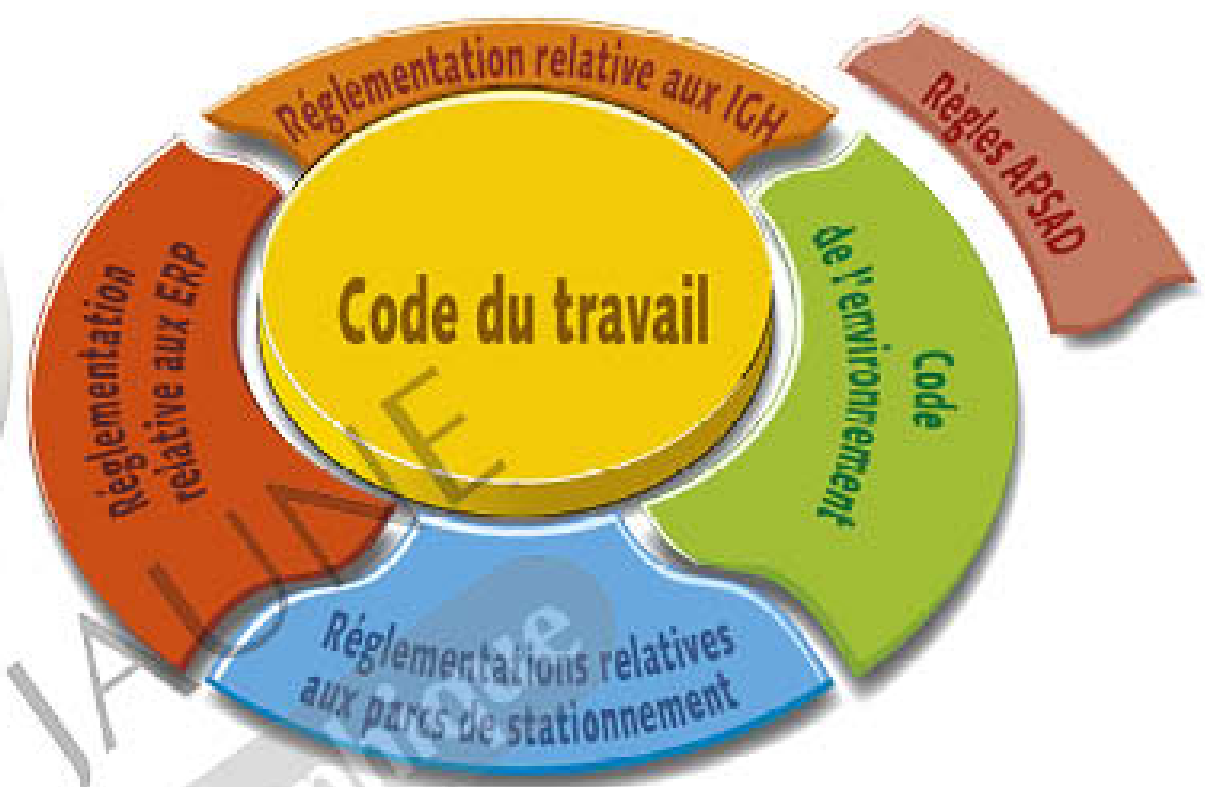 Réglementation relative aux IGH
Règles APSAD
Réglementation
relative aux ERP
Code du travail
Code
de l'environnement
Réglementations relatives
aux parcs de stationnement
JAUNE